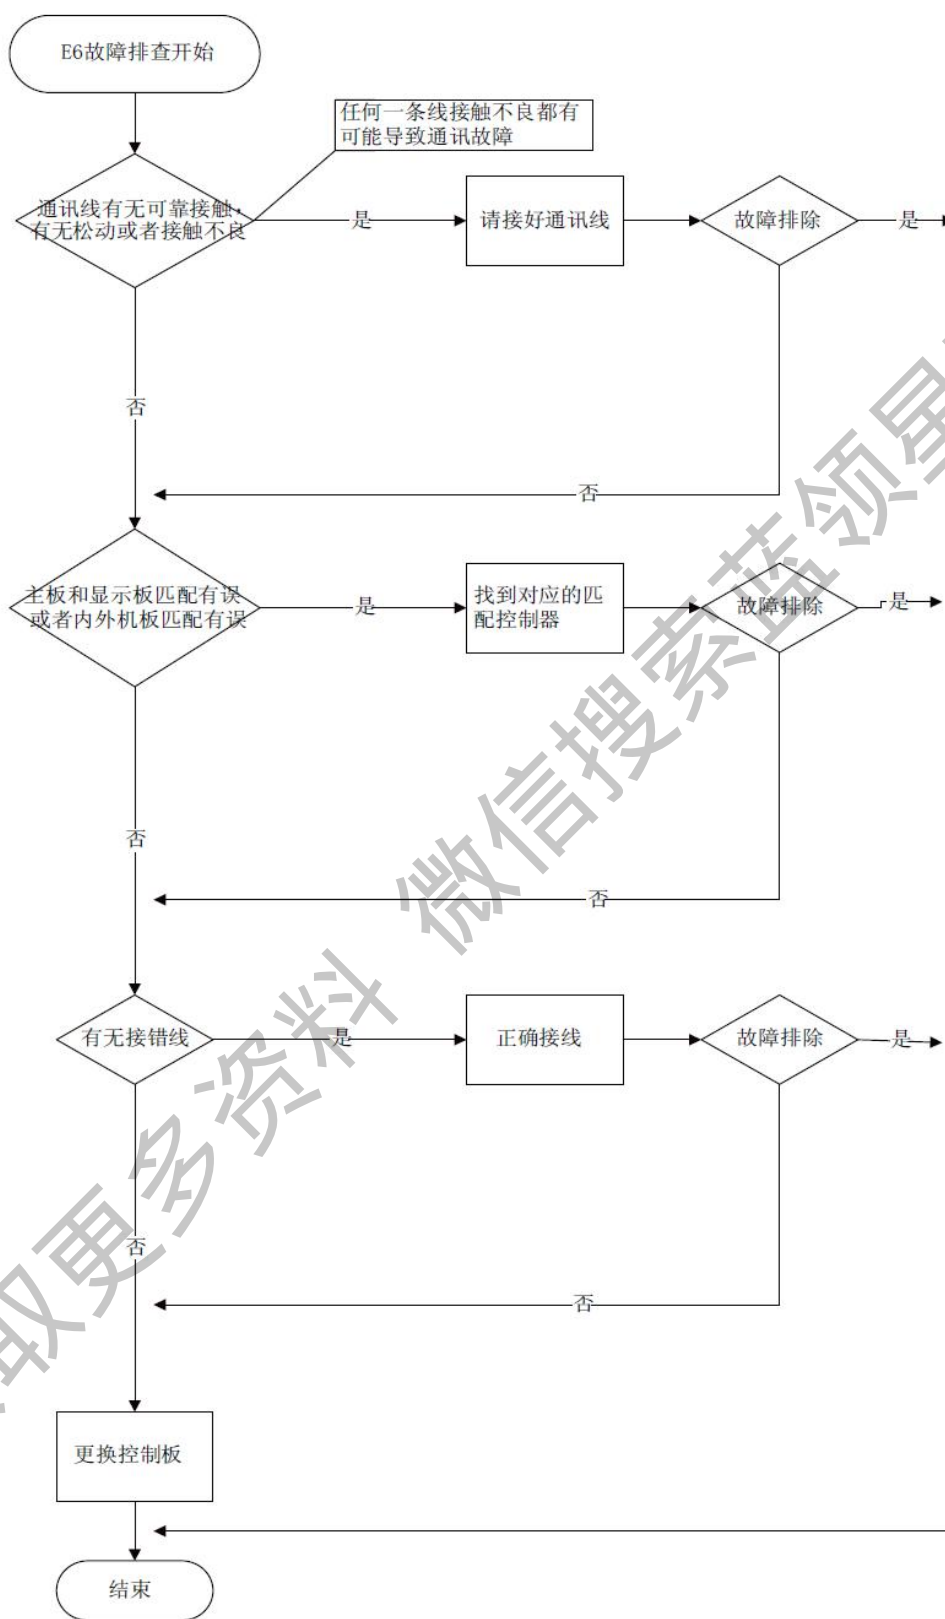 E6故障排查开始
任何一条线接触不良都有
可能导致通讯故障
通讯线有无可靠接触，
有无松动或者接触不良
是
请接好通讯线
故障排除
是
否
否
主板和显示板匹配有误
或者内外机板匹配有误
是
找到对应的匹
配控制器
故障排除
是
否
否
有无接错线
是
正确接线
故障排除
是
否
否
更换控制板
结束
取更多资料 微信搜索蓝领星